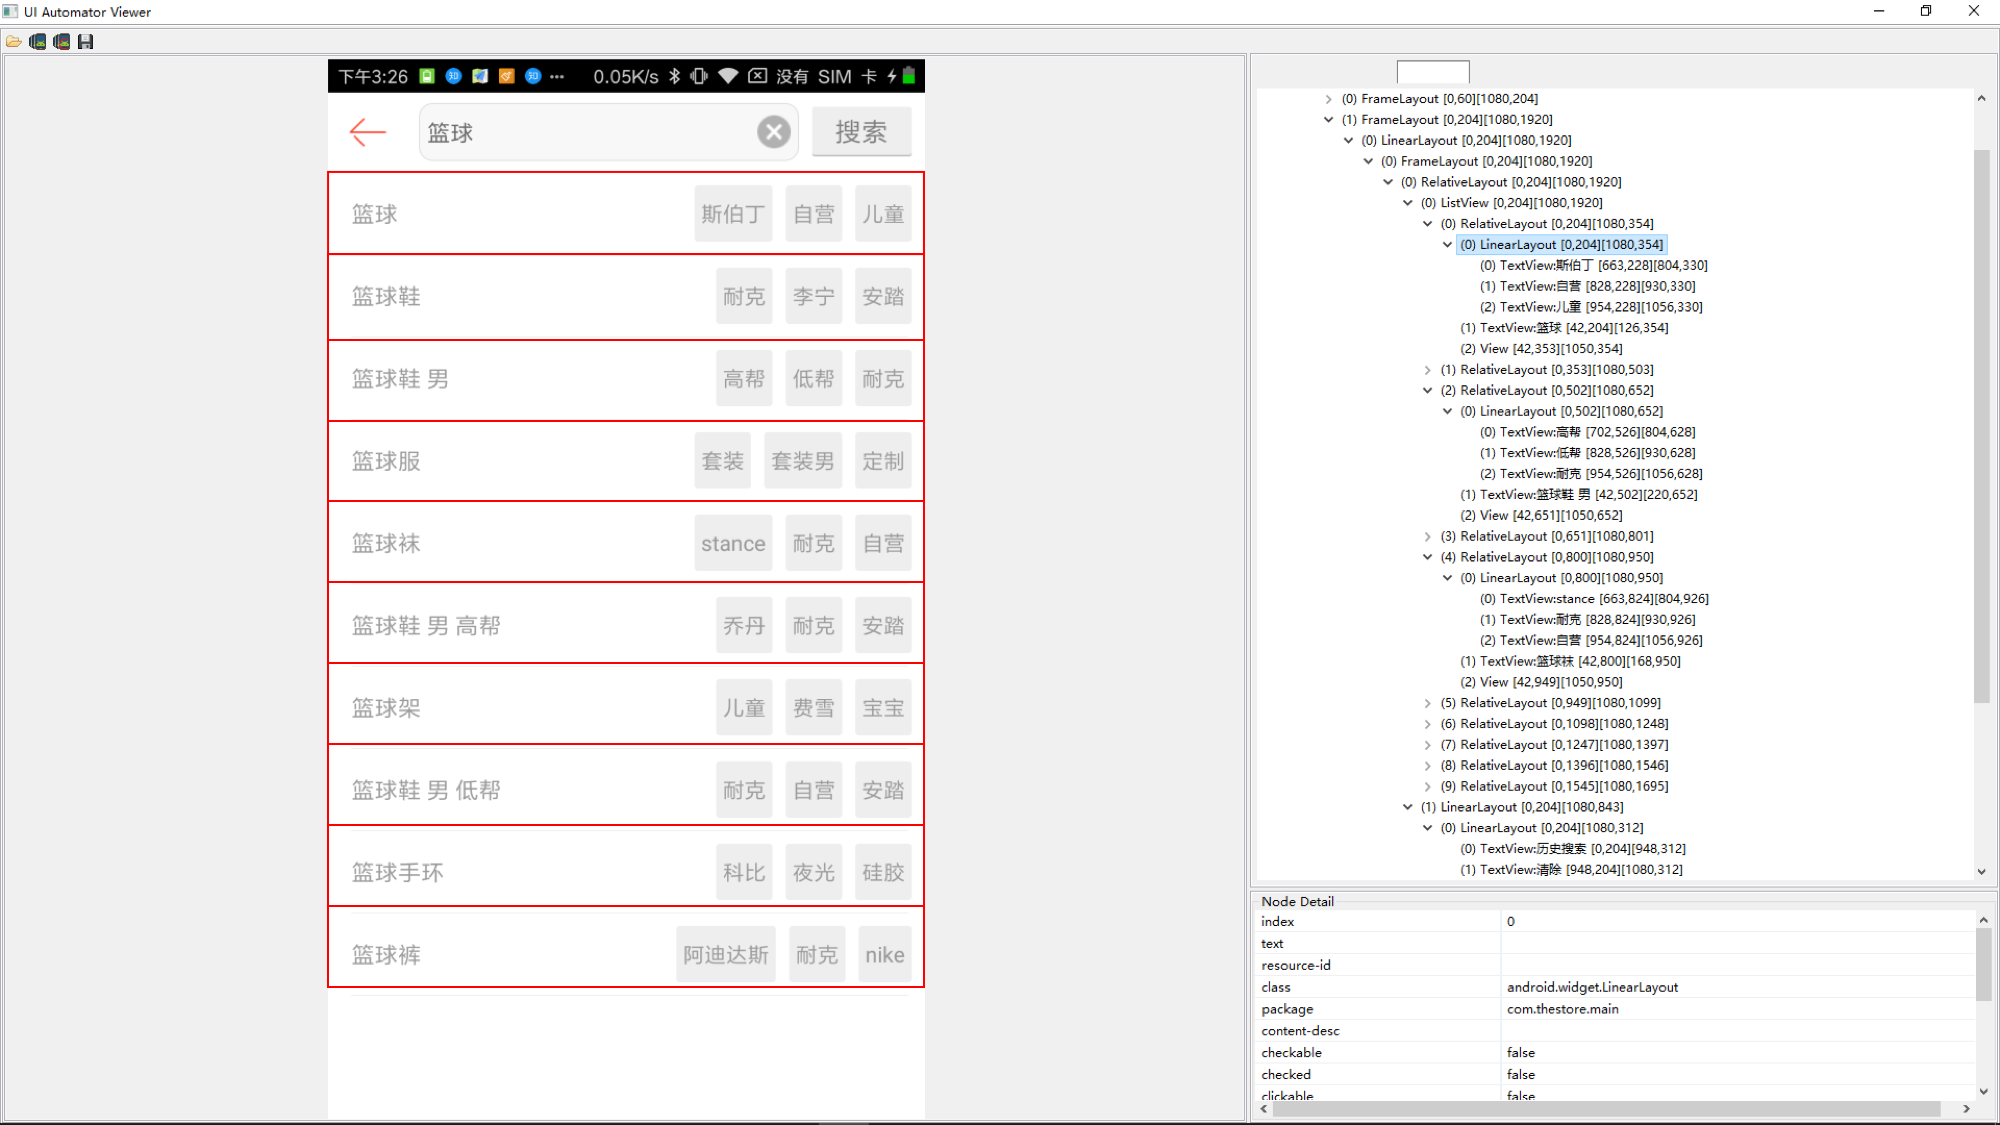 UI Automator Viewer
下午3:26 0.05K/s 没有 SIM 卡
篮球 搜索
篮球 斯伯丁 自营 儿童
篮球鞋 耐克 李宁 安踏
篮球鞋 男 高帮 低帮 耐克
篮球服 套装 套装男 定制
篮球袜 stance 耐克 自营
篮球鞋 男 高帮 乔丹 耐克 安踏
篮球架 儿童 费雪 宝宝
篮球鞋 男 低帮 耐克 自营 安踏
篮球手环 科比 夜光 硅胶
篮球裤 阿迪达斯 耐克 nike
(0) FrameLayout [0,60][1080,204]
(1) FrameLayout [0,204][1080,1920]
(0) LinearLayout [0,204][1080,1920]
(0) FrameLayout [0,204][1080,1920]
(0) RelativeLayout [0,204][1080,1920]
(0) ListView [0,204][1080,1920]
(0) RelativeLayout [0,204][1080,354]
(0) LinearLayout [0,204][1080,354]
(0) TextView:斯伯丁 [663,228][804,330]
(1) TextView:自营 [828,228][930,330]
(2) TextView:儿童 [954,228][1056,330]
(1) TextView:篮球 [42,204][126,354]
(2) View [42,353][1050,354]
(1) RelativeLayout [0,353][1080,503]
(2) RelativeLayout [0,502][1080,652]
(0) LinearLayout [0,502][1080,652]
(0) TextView:高帮 [702,526][804,628]
(1) TextView:低帮 [828,526][930,628]
(2) TextView:耐克 [954,526][1056,628]
(1) TextView:篮球鞋 男 [42,502][220,652]
(2) View [42,651][1050,652]
(3) RelativeLayout [0,651][1080,801]
(4) RelativeLayout [0,800][1080,950]
(0) LinearLayout [0,800][1080,950]
(0) TextView:stance [663,824][804,926]
(1) TextView:耐克 [828,824][930,926]
(2) TextView:自营 [954,824][1056,926]
(1) TextView:篮球袜 [42,800][168,950]
(2) View [42,949][1050,950]
(5) RelativeLayout [0,949][1080,1099]
(6) RelativeLayout [0,1098][1080,1248]
(7) RelativeLayout [0,1247][1080,1397]
(8) RelativeLayout [0,1396][1080,1546]
(9) RelativeLayout [0,1545][1080,1695]
(1) LinearLayout [0,204][1080,843]
(0) LinearLayout [0,204][1080,312]
(0) TextView:历史搜索 [0,204][948,312]
(1) TextView:清除 [948,204][1080,312]
Node Detail
index 0
text
resource-id
class android.widget.LinearLayout
package com.thestore.main
content-desc
checkable false
checked false
clickable false